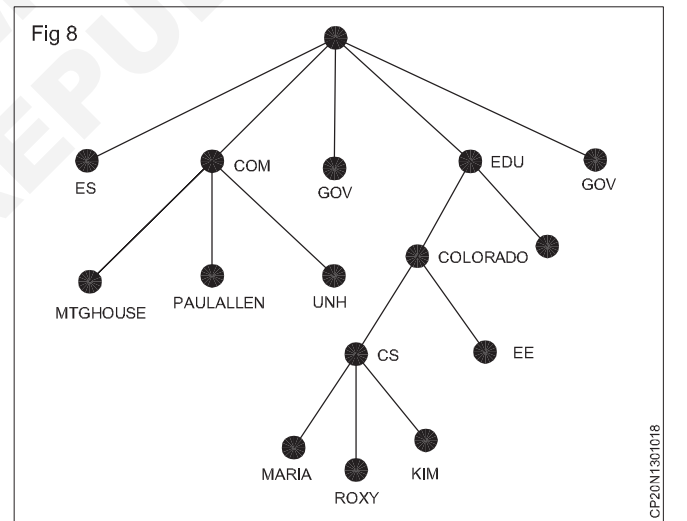 Fig 8
ES
COM
GOV
EDU
GOV
MTGHOUSE
PAULALLEN
UNH
COLORADO
CS
EE
MARIA
ROXY
KIM
CP20N1301018